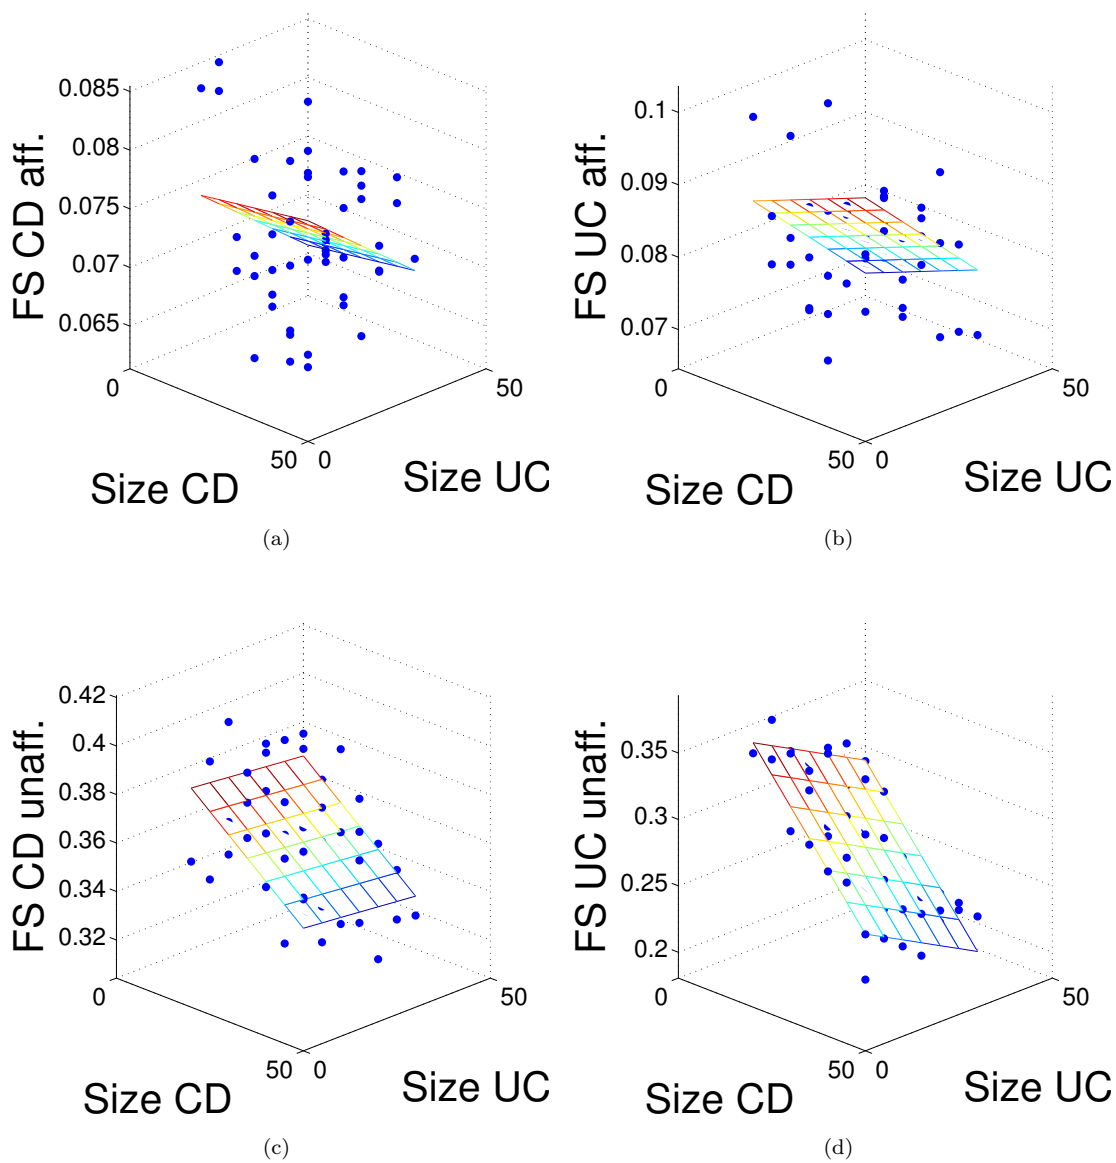 FS CD aff.
0.085
0.08
0.075
0.07
0.065
0
50
0
50
Size CD
Size UC
(a)
FS UC aff.
0.1
0.09
0.08
0.07
0
50
0
50
Size CD
Size UC
(b)
FS CD unaff.
0.42
0.4
0.38
0.36
0.34
0.32
0
50
0
50
Size CD
Size UC
(c)
FS UC unaff.
0.35
0.3
0.25
0.2
0
50
0
50
Size CD
Size UC
(d)